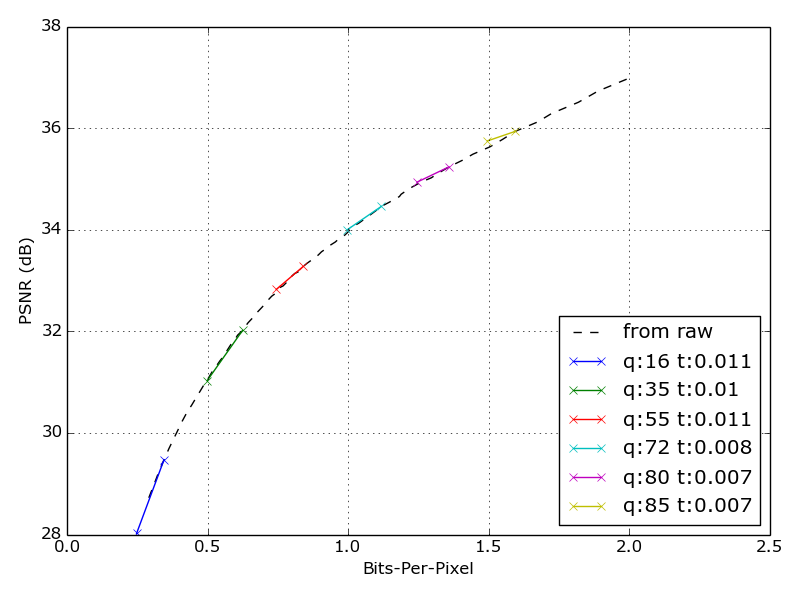 38
36
34
32
30
28
PSNR (dB)
from raw
q:16 t:0.011
q:35 t:0.01
q:55 t:0.011
q:72 t:0.008
q:80 t:0.007
q:85 t:0.007
0.0 0.5 1.0 1.5 2.0 2.5
Bits-Per-Pixel